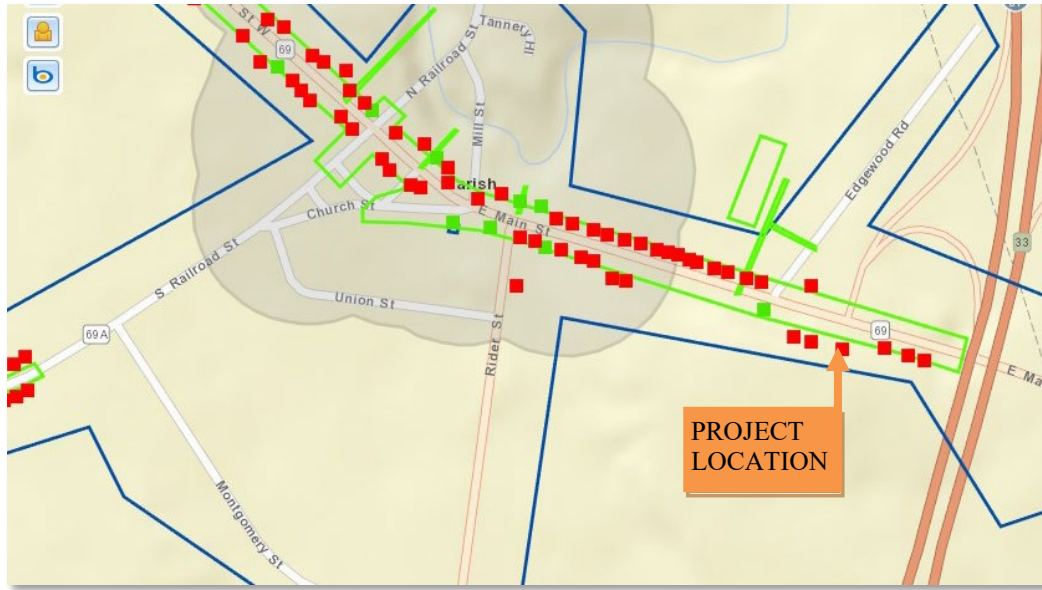 St W
69
N Railroad St
Tannery Hl
Mill St
arish
Church St
E Main St
Edgewood Rd
33
S Railroad St
Union St
69A
69
Rider St
E Ma
PROJECT
LOCATION
Montgomery St